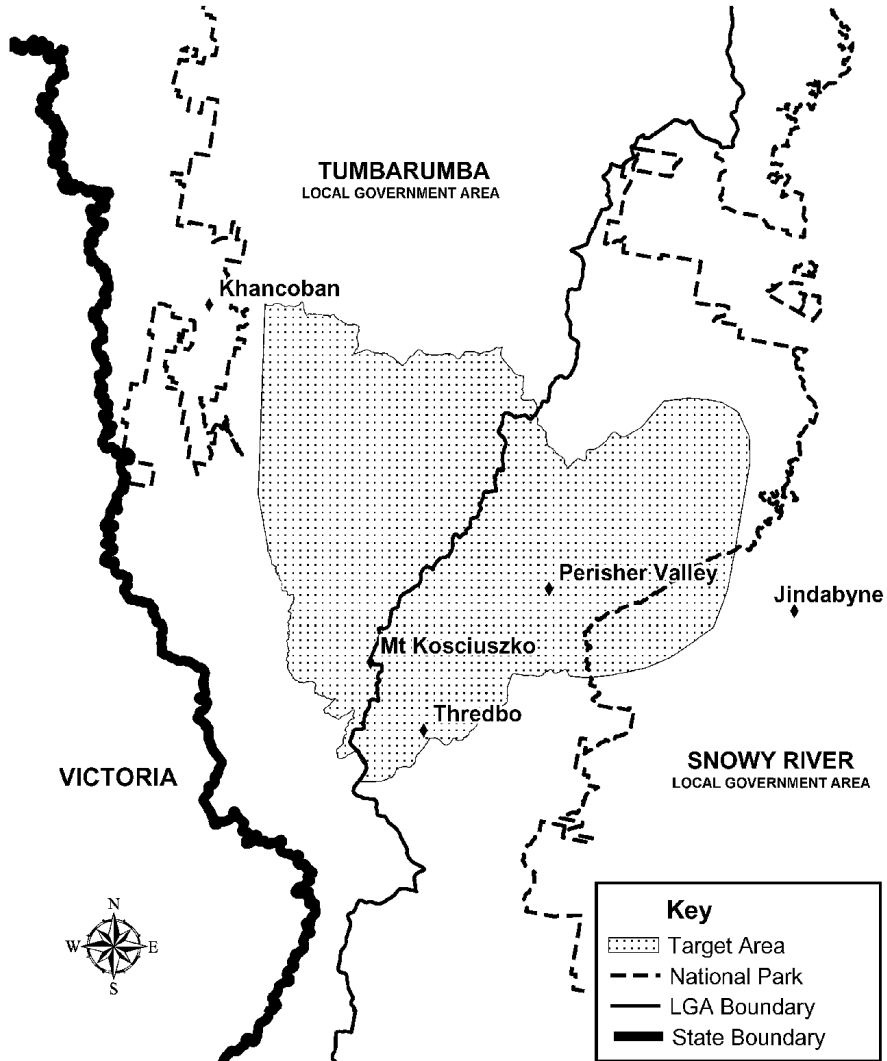 TUMBARUMBA
LOCAL GOVERNMENT AREA
Khancoban
Perisher Valley
Jindabyne
Mt Kosciuszko
Thredbo
SNOWY RIVER
LOCAL GOVERNMENT AREA
VICTORIA
N
W E
S
Key
Target Area
National Park
LGA Boundary
State Boundary